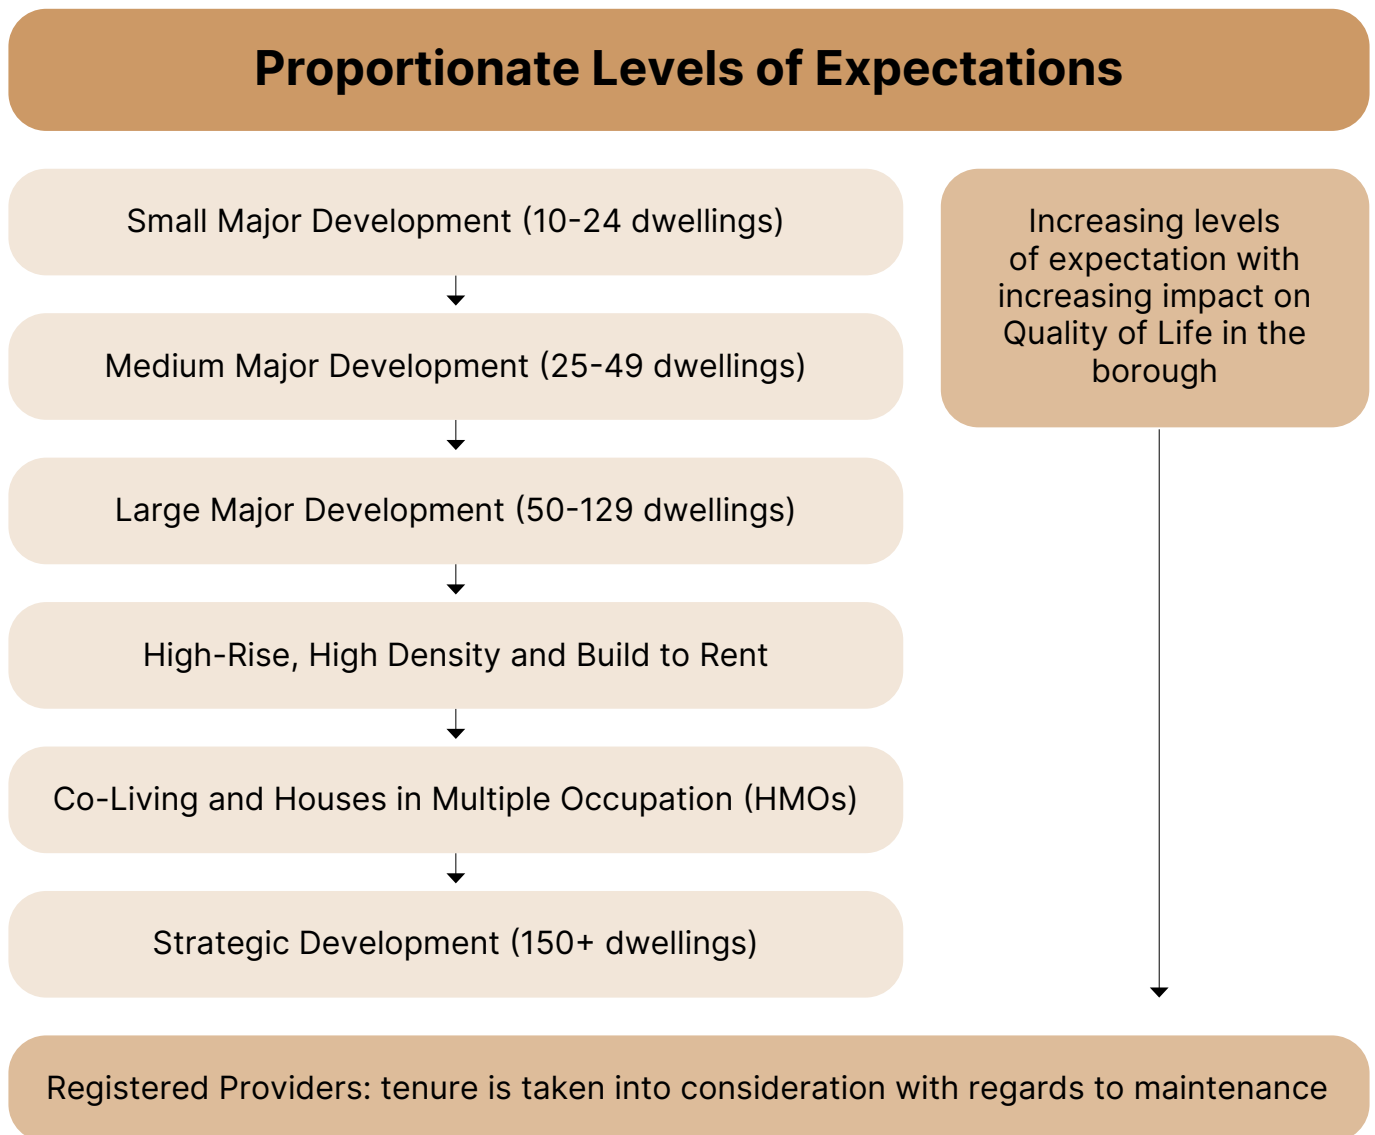 Proportionate Levels of Expectations
Small Major Development (10-24 dwellings)
Medium Major Development (25-49 dwellings)
Large Major Development (50-129 dwellings)
High-Rise, High Density and Build to Rent
Co-Living and Houses in Multiple Occupation (HMOs)
Strategic Development (150+ dwellings)
Increasing levels
of expectation with
increasing impact on
Quality of Life in the
borough
Registered Providers: tenure is taken into consideration with regards to maintenance